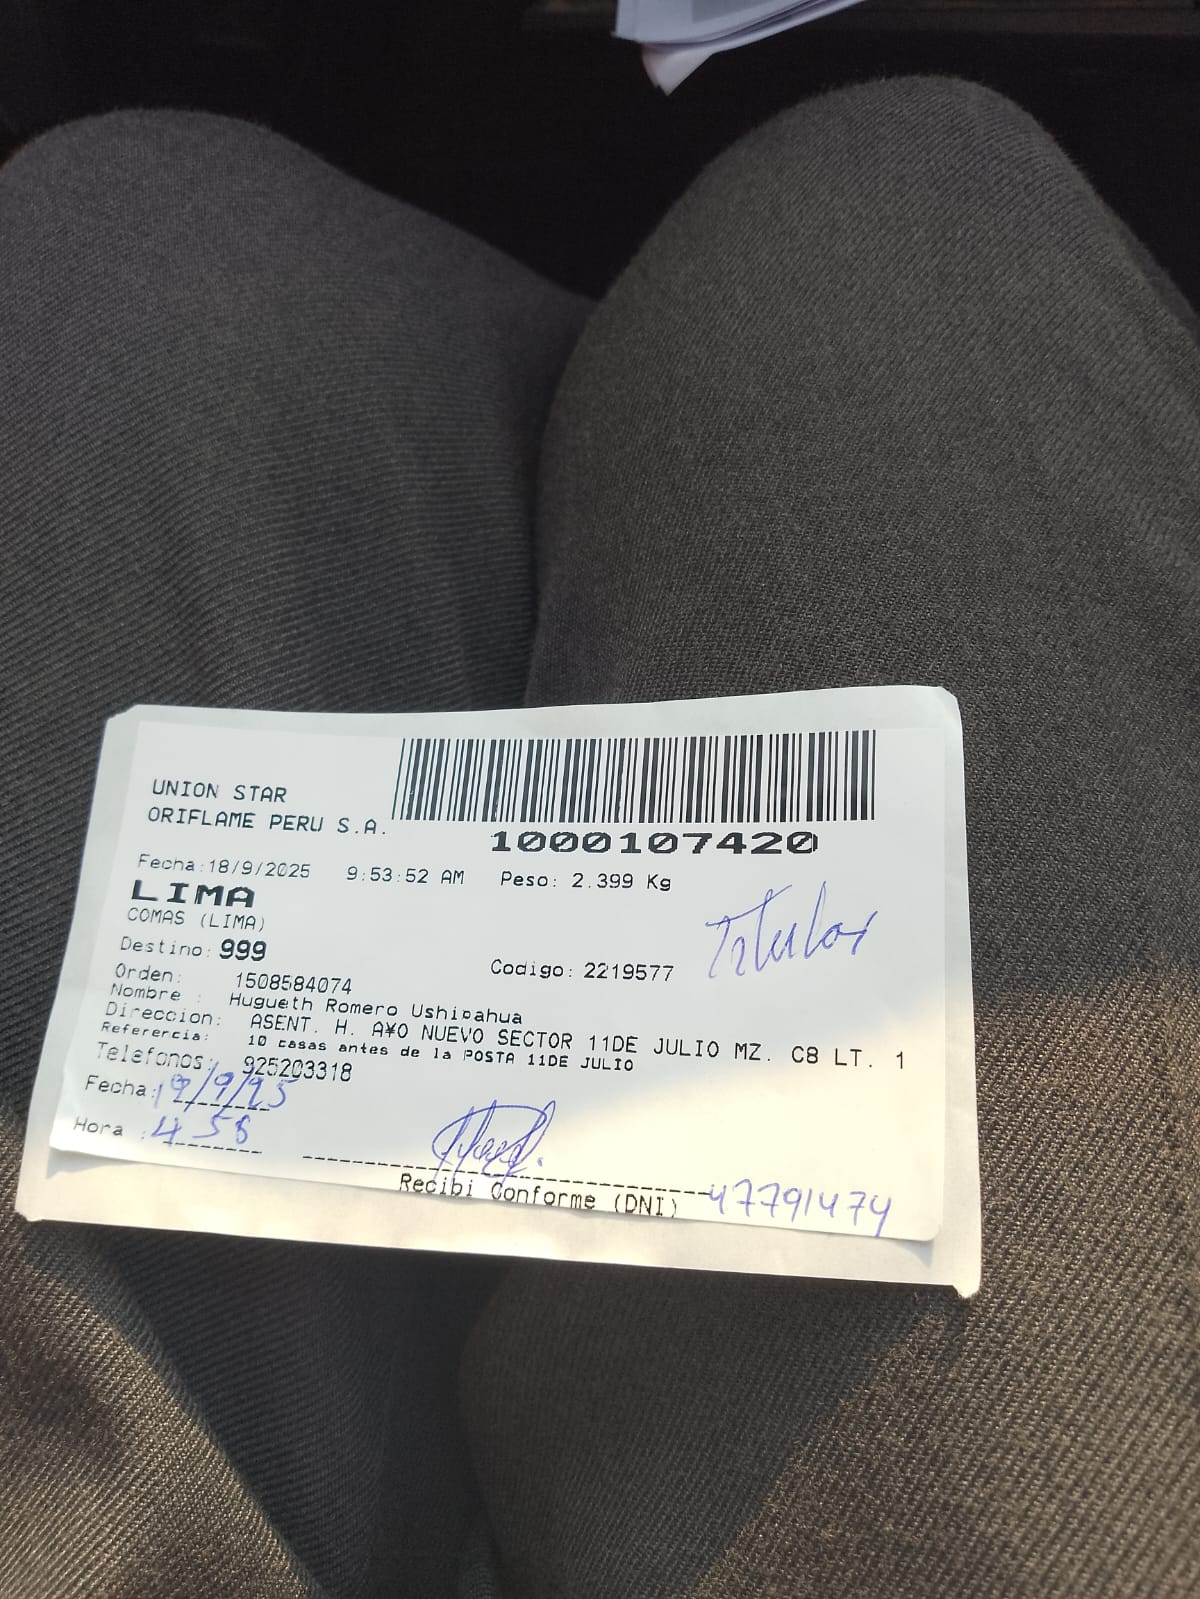 UNION STAR
ORIFLAME PERU S.A.
1000107420
Fecha:18/9/2025 9:53:52 AM Peso: 2.399 Kg
LIMA
COMAS (LIMA)
Titular
Destino: 999
Codigo: 2219577
Orden: 1508584074
Nombre : Hugueth Romero Ushipahua
Direccion: ASENT. H. A¥O NUEVO SECTOR 11DE JULIO MZ. C8 LT. 1
Referencia: 10 casas antes de la POSTA 11DE JULIO
Telefonos: 925203318
Fecha: 19/9/25
Hora : 4 58
Recibi Conforme (DNI) 47791474